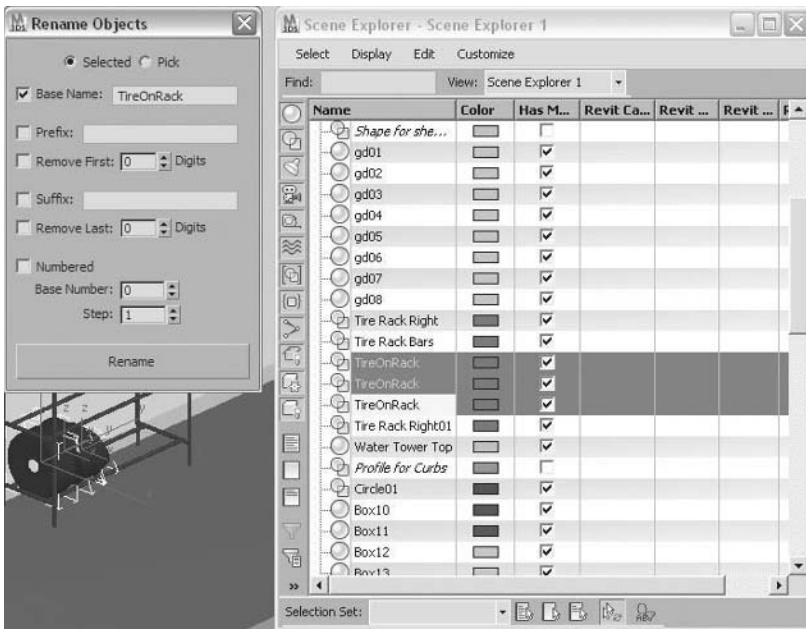 Rename Objects
Selected Pick
Base Name: TireOnRack
Prefix:
Remove First: 0 Digits
Suffix:
Remove Last: 0 Digits
Numbered
Base Number: 0
Step: 1
Rename
Scene Explorer - Scene Explorer 1
Select Display Edit Customize
Find: View: Scene Explorer 1
Name Color Has M... Revit Ca... Revit ... Revit ...
Shape for she...
gd01
gd02
gd03
gd04
gd05
gd06
gd07
gd08
Tire Rack Right
Tire Rack Bars
TireOnRack
TireOnRack
TireOnRack
Tire Rack Right01
Water Tower Top
Profile for Curbs
Circle01
Box10
Box11
Box12
Box13
Selection Set: